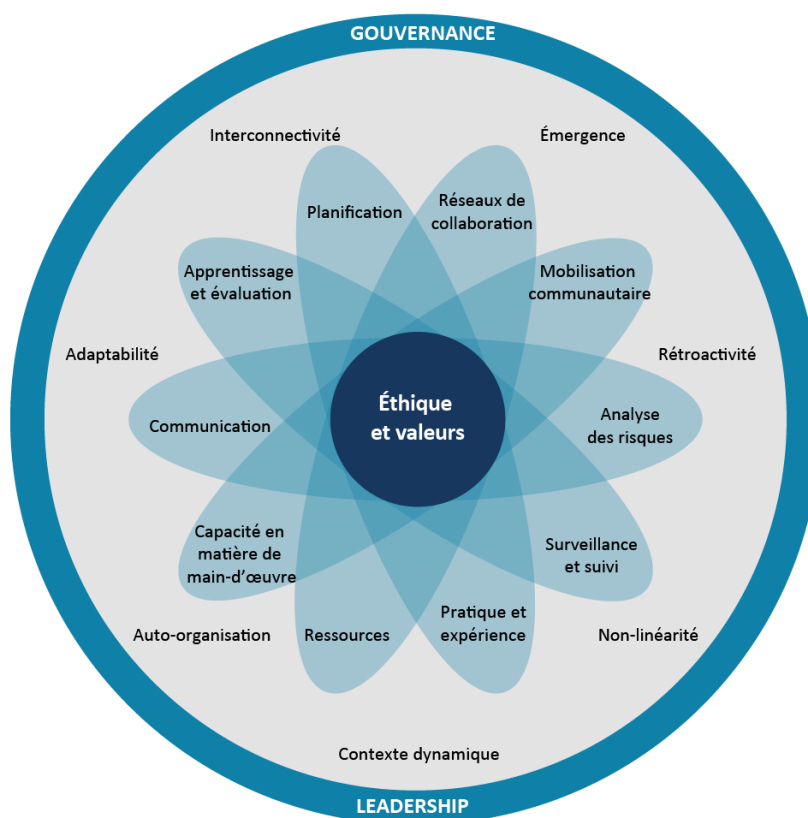 GOUVERNANCE
Interconnectivité
Émergence
Planification
Réseaux de
collaboration
Apprentissage
et évaluation
Mobilisation
communautaire
Adaptabilité
Rétroactivité
Communication
Éthique
et valeurs
Analyse
des risques
Capacité en
matière de
main-d’œuvre
Surveillance
et suivi
Auto-organisation
Ressources
Pratique et
expérience
Non-linéarité
Contexte dynamique
LEADERSHIP